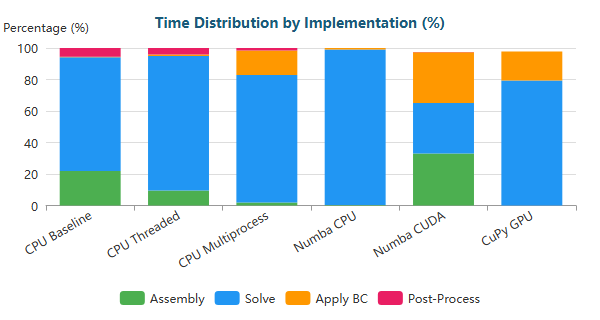 Time Distribution by Implementation (%)
Percentage (%)
100
80
60
40
20
0
CPU Baseline
CPU Threaded
CPU Multiprocess
Numba CPU
Numba CUDA
CuPy GPU
Assembly Solve Apply BC Post-Process